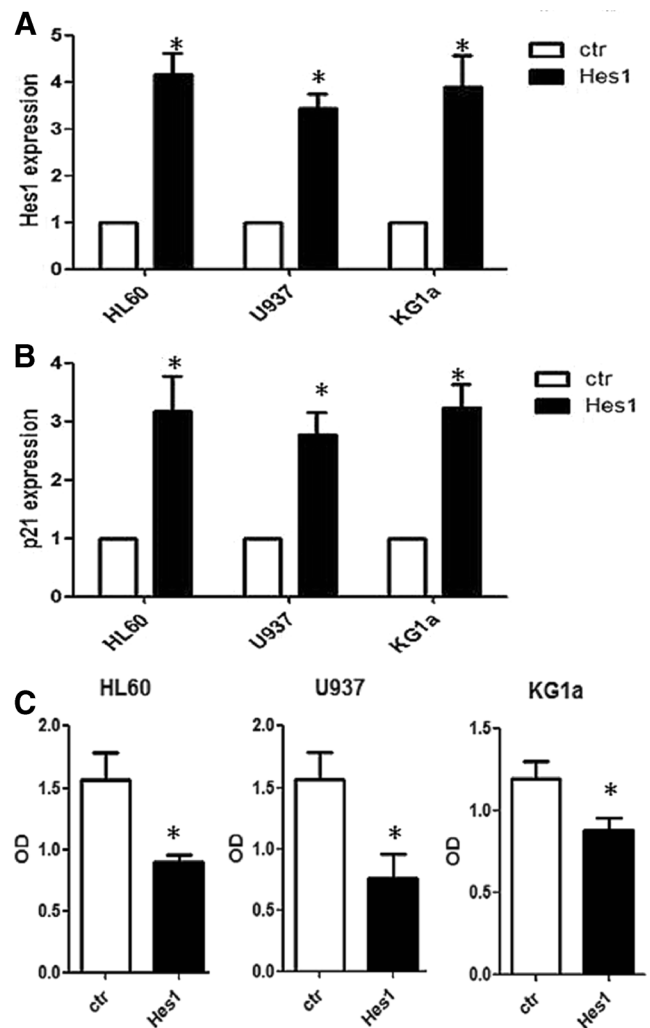 A
Hes1 expression
5
4
3
2
1
0
*
*
*
HL60
U937
KG1a
ctr
Hes1
B
p21 expression
4
3
2
1
0
*
*
*
HL60
U937
KG1a
ctr
Hes1
C
HL60
OD
2.0
1.5
1.0
0.5
0.0
*
ctr
Hes1
U937
OD
2.0
1.5
1.0
0.5
0.0
*
ctr
Hes1
KG1a
OD
1.5
1.0
0.5
0.0
*
ctr
Hes1